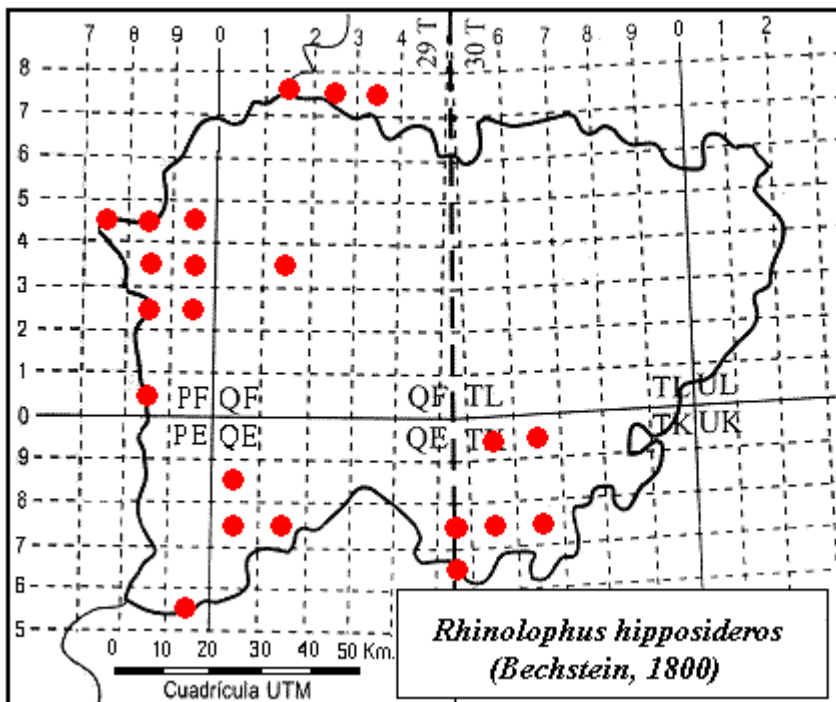 7 8 9 0 1 2 3 4 29 T 30 T 6 7 8 9 0 1 2
8
7
6
5
4
3
2
1
PF QF QF TL UL
0
PE QE QE TK UK
9
8
7
6
5
0 10 20 30 40 50 Km.
Cuadrícula UTM
Rhinolophus hipposideros
(Bechstein, 1800)